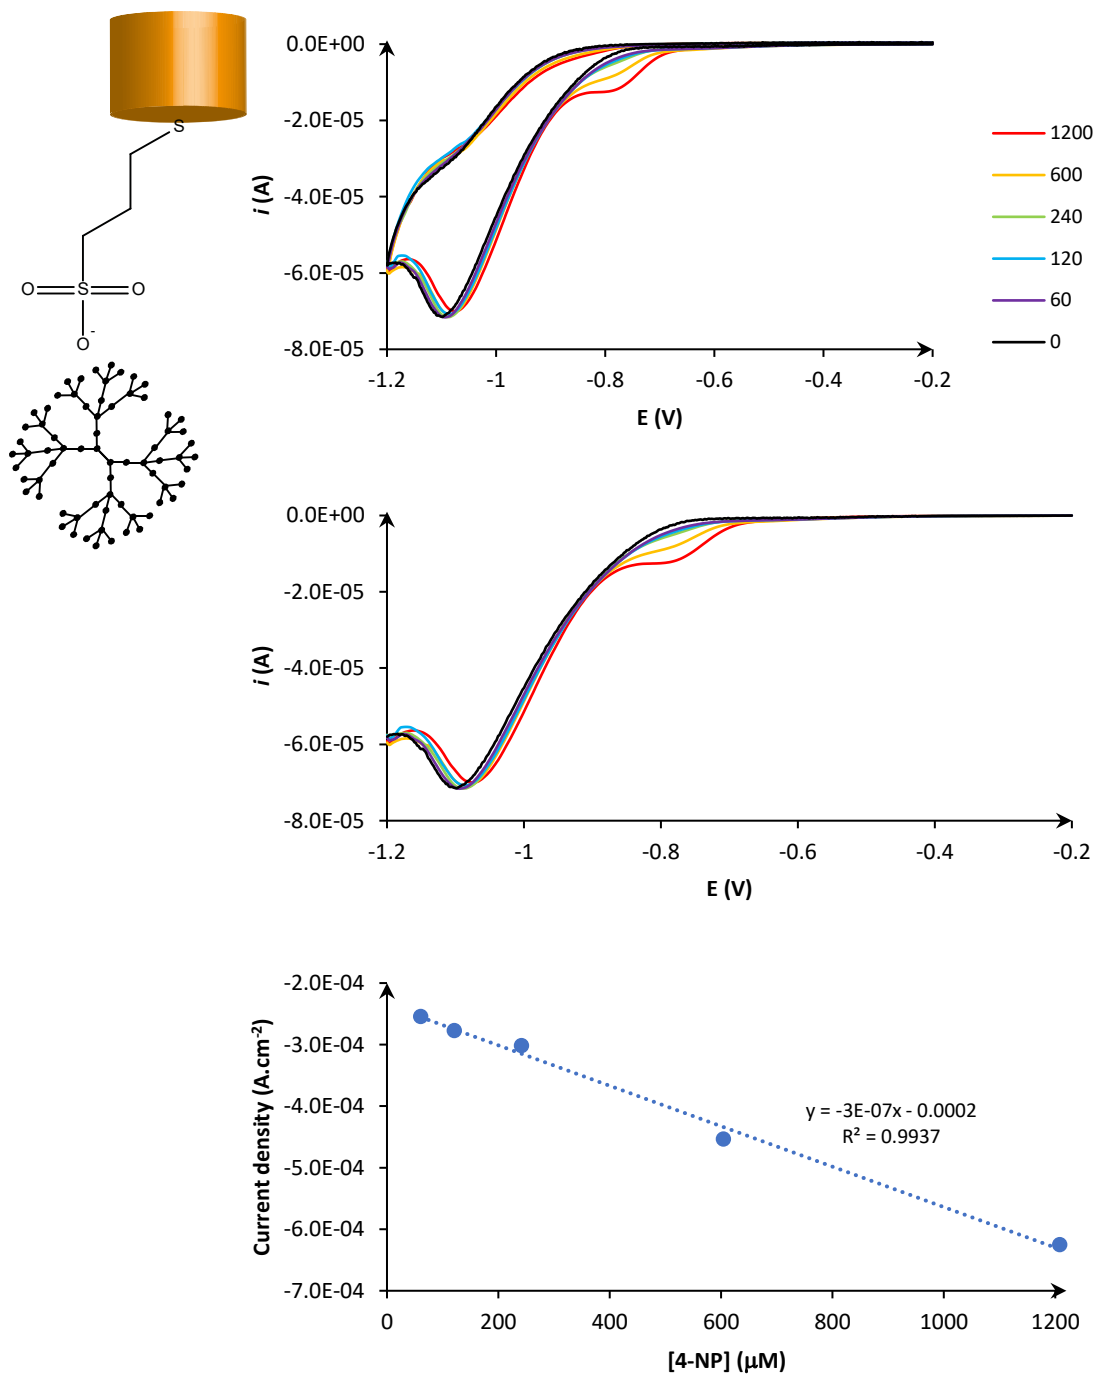 S
O S O
O-
0.0E+00
-2.0E-05
-4.0E-05
-6.0E-05
-8.0E-05
i (A)
-1.2 -1 -0.8 -0.6 -0.4 -0.2
E (V)
1200
600
240
120
60
0
0.0E+00
-2.0E-05
-4.0E-05
-6.0E-05
-8.0E-05
i (A)
-1.2 -1 -0.8 -0.6 -0.4 -0.2
E (V)
-2.0E-04
-3.0E-04
-4.0E-04
-5.0E-04
-6.0E-04
-7.0E-04
Current density (A.cm-2)
y = -3E-07x - 0.0002
R² = 0.9937
0 200 400 600 800 1000 1200
[4-NP] (µM)